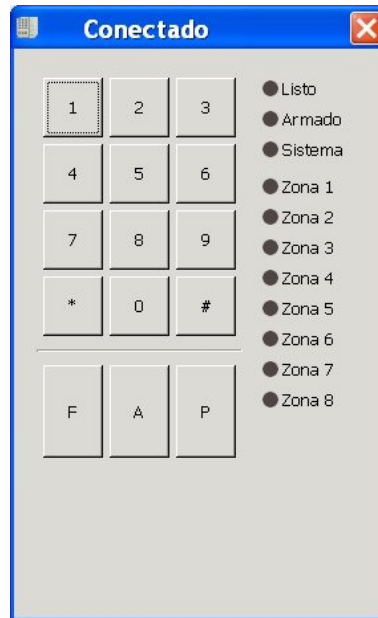 Conectado
1 2 3
4 5 6
7 8 9
* 0 #
F A P
Listo
Armado
Sistema
Zona 1
Zona 2
Zona 3
Zona 4
Zona 5
Zona 6
Zona 7
Zona 8